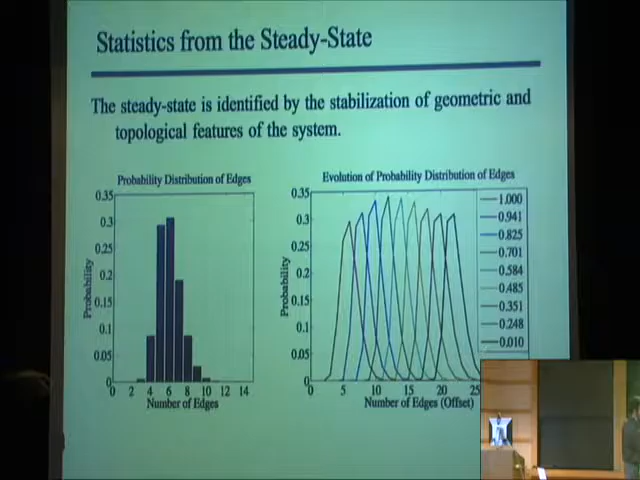 Statistics from the Steady-State
The steady-state is identified by the stabilization of geometric and
topological features of the system.
Probability Distribution of Edges
0.35
0.3
0.25
0.2
0.15
0.1
0.05
0
Probability
0 2 4 6 8 10 12 14
Number of Edges
Evolution of Probability Distribution of Edges
0.35
0.3
0.25
0.2
0.15
0.1
0.05
0
Probability
0 5 10 15 20 25
Number of Edges (Offset)
1.000
0.941
0.825
0.701
0.584
0.485
0.351
0.248
0.010